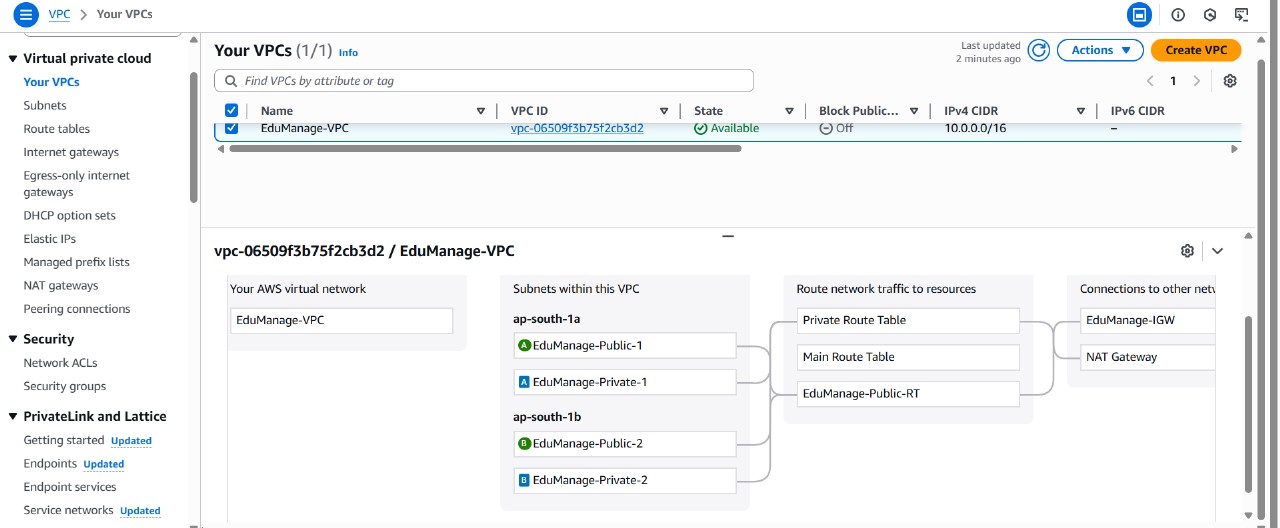 VPC > Your VPCs
Virtual private cloud
Your VPCs
Subnets
Route tables
Internet gateways
Egress-only internet
gateways
DHCP option sets
Elastic IPs
Managed prefix lists
NAT gateways
Peering connections
Security
Network ACLs
Security groups
PrivateLink and Lattice
Getting started Updated
Endpoints Updated
Endpoint services
Service networks Updated
Your VPCs (1/1) Info
Last updated
2 minutes ago
Actions
Create VPC
Find VPCs by attribute or tag
1
Name VPC ID State Block Public... IPv4 CIDR IPv6 CIDR
EduManage-VPC vpc-06509f3b75f2cb3d2 Available Off 10.0.0.0/16 –
vpc-06509f3b75f2cb3d2 / EduManage-VPC
Your AWS virtual network
EduManage-VPC
Subnets within this VPC
ap-south-1a
A EduManage-Public-1
A EduManage-Private-1
ap-south-1b
B EduManage-Public-2
B EduManage-Private-2
Route network traffic to resources
Private Route Table
Main Route Table
EduManage-Public-RT
Connections to other netw
EduManage-IGW
NAT Gateway